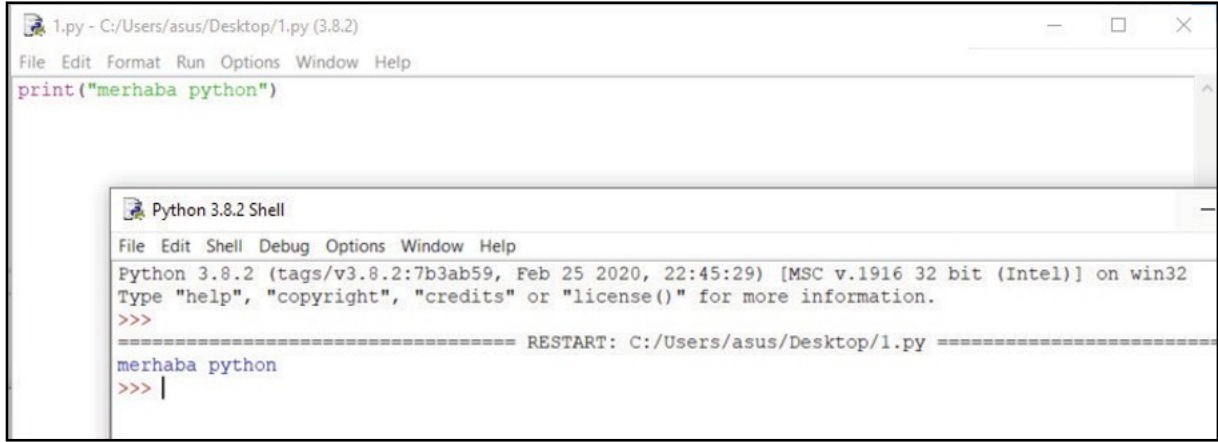 1.py - C:/Users/asus/Desktop/1.py (3.8.2)
File Edit Format Run Options Window Help
print("merhaba python")
Python 3.8.2 Shell
File Edit Shell Debug Options Window Help
Python 3.8.2 (tags/v3.8.2:7b3ab59, Feb 25 2020, 22:45:29) [MSC v.1916 32 bit (Intel)] on win32
Type "help", "copyright", "credits" or "license()" for more information.
>>>
=================================== RESTART: C:/Users/asus/Desktop/1.py =========================
merhaba python
>>>